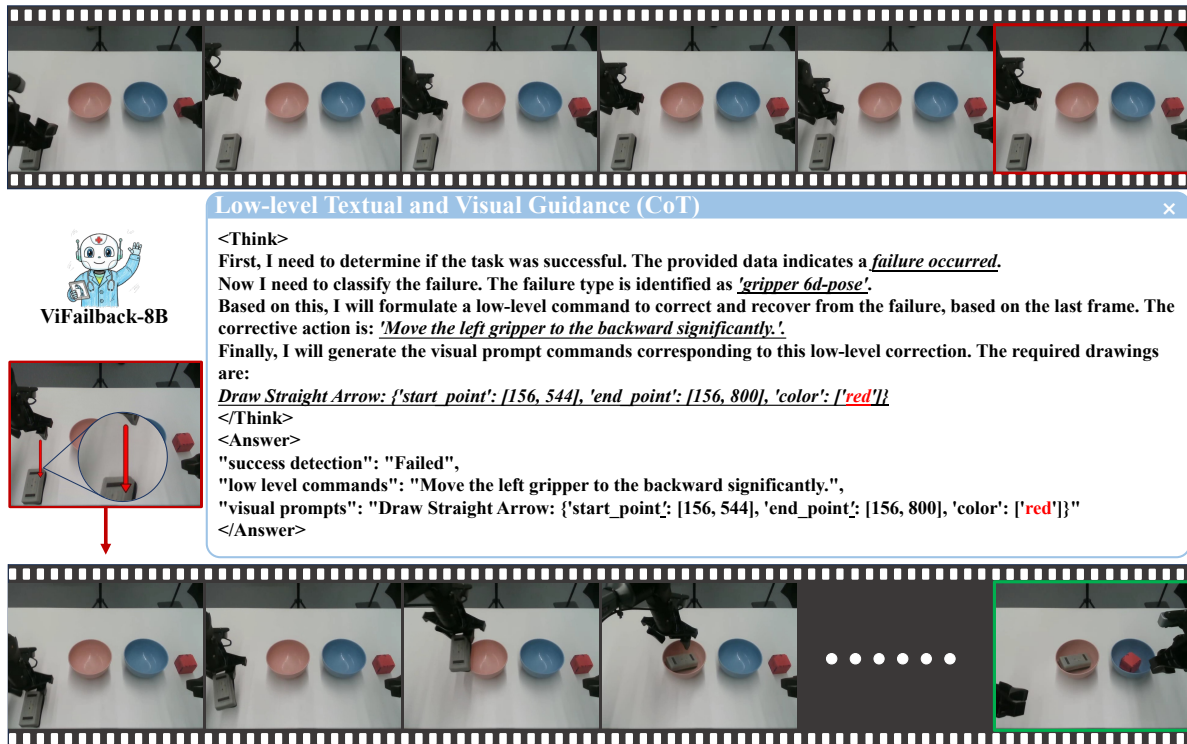 Low-level Textual and Visual Guidance (CoT)
×
<Think>
First, I need to determine if the task was successful. The provided data indicates a failure occurred.
Now I need to classify the failure. The failure type is identified as 'gripper 6d-pose'.
Based on this, I will formulate a low-level command to correct and recover from the failure, based on the last frame. The
corrective action is: 'Move the left gripper to the backward significantly.'.
Finally, I will generate the visual prompt commands corresponding to this low-level correction. The required drawings
are:
Draw Straight Arrow: {'start_point': [156, 544], 'end_point': [156, 800], 'color': ['red']}
</Think>
<Answer>
"success detection": "Failed",
"low level commands": "Move the left gripper to the backward significantly.",
"visual prompts": "Draw Straight Arrow: {'start_point': [156, 544], 'end_point': [156, 800], 'color': ['red']}"
</Answer>
ViFailback-8B